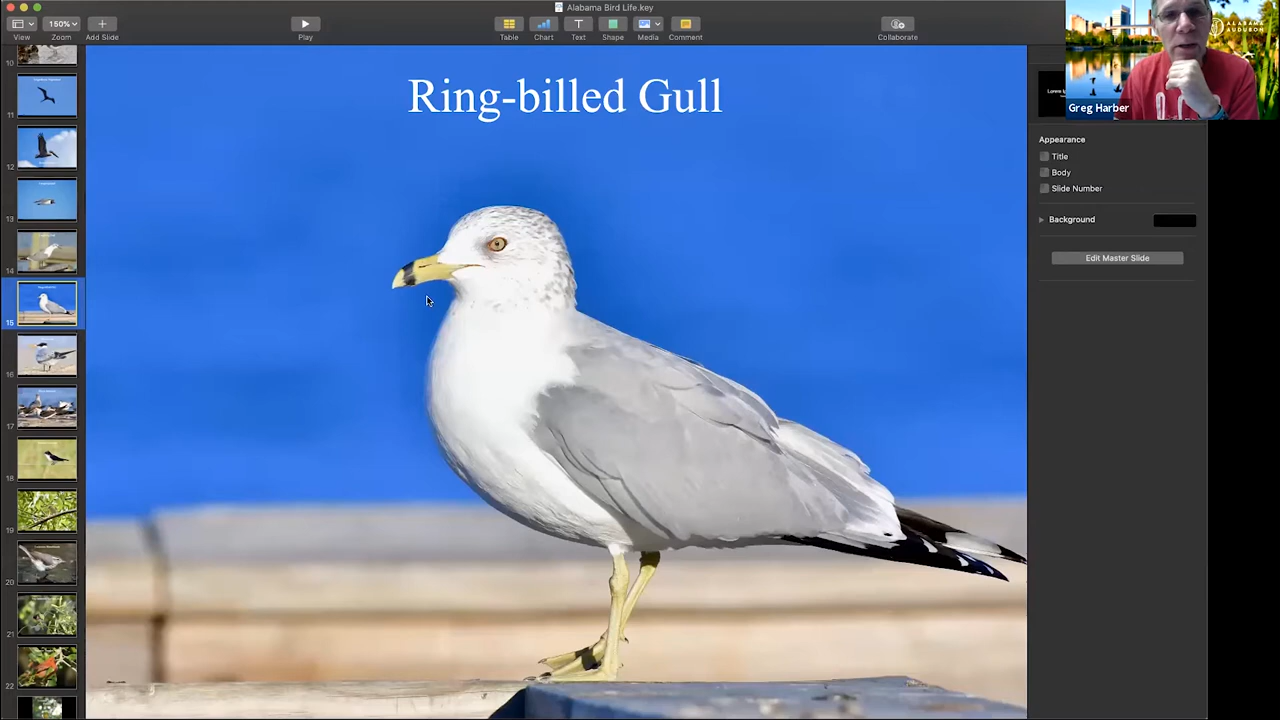 Alabama Bird Life.key
150%
View
Zoom
Add Slide
Play
Table
Chart
Text
Shape
Media
Comment
Collaborate
Ring-billed Gull
ALABAMA
AUDUBON
Greg Harber
Appearance
Title
Body
Slide Number
Background
Edit Master Slide
10
11
12
13
14
15
16
17
18
19
20
21
22